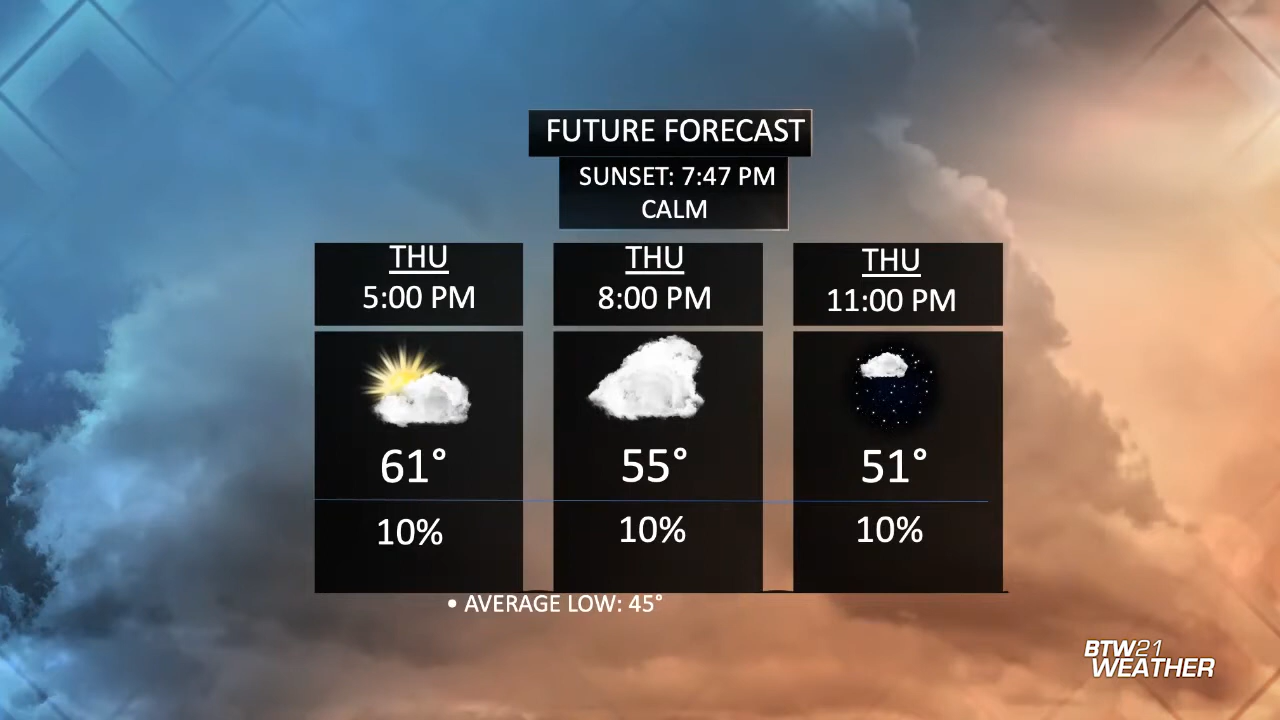 FUTURE FORECAST
SUNSET: 7:47 PM
CALM
THU
5:00 PM
61°
10%
THU
8:00 PM
55°
10%
THU
11:00 PM
51°
10%
• AVERAGE LOW: 45°
BTW21
WEATHER